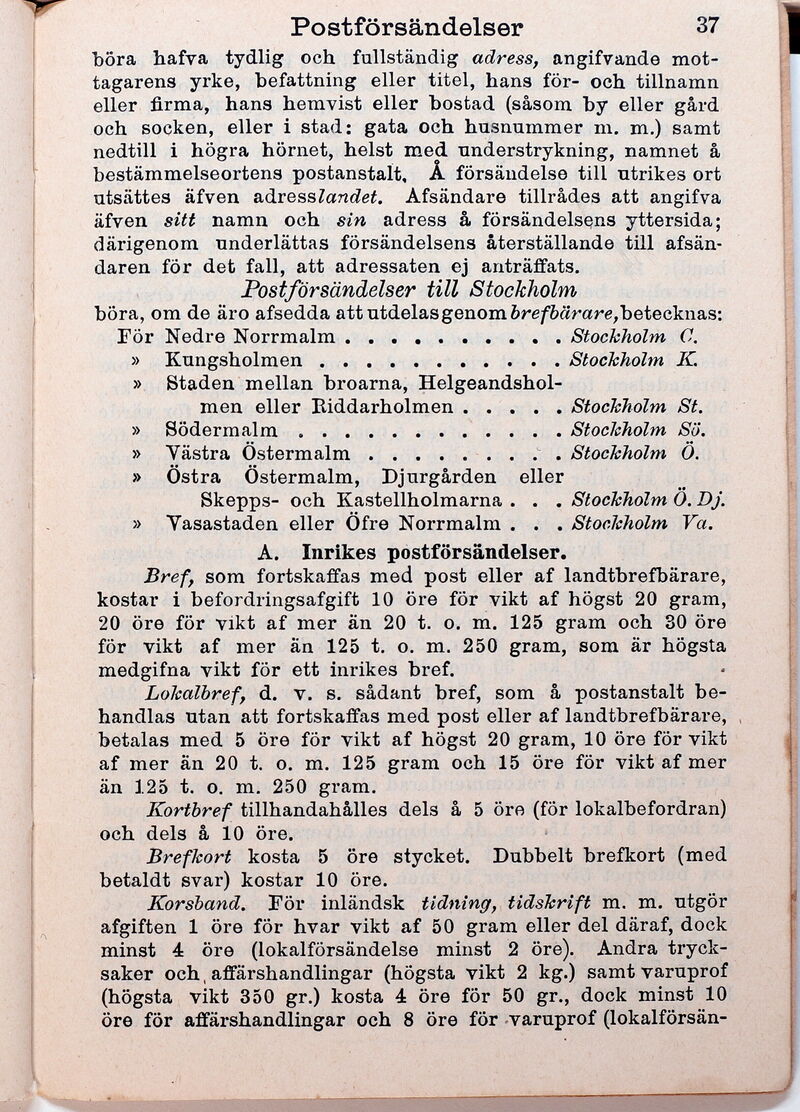 Postförsändelser 37
böra hafva tydlig och fullständig adress, angifvande mot-
tagarens yrke, befattning eller titel, hans för- och tillnamn
eller firma, hans hemvist eller bostad (såsom by eller gård
och socken, eller i stad: gata och husnummer m. m.) samt
nedtill i högra hörnet, helst med understrykning, namnet å
bestämmelseortens postanstalt. Å försändelse till utrikes ort
utsättes äfven adresslandet. Afsändare tillrådes att angifva
äfven sitt namn och sin adress å försändelsens yttersida;
därigenom underlättas försändelsens återställande till afsän-
daren för det fall, att adressaten ej anträffats.
Postförsändelser till Stockholm
böra, om de äro afsedda att utdelas genom brefbärare, betecknas:
För Nedre Norrmalm . . . . . . . . . . Stockholm C.
» Kungsholmen . . . . . . . . . . . Stockholm K.
» Staden mellan broarna, Helgeandshol-
men eller Riddarholmen . . . . . Stockholm St.
» Södermalm . . . . . . . . . . . . Stockholm Sö.
» Västra Östermalm . . . . . . . . . Stockholm Ö.
» Östra Östermalm, Djurgården eller
Skepps- och Kastellholmarna . . . Stockholm Ö. Dj.
» Vasastaden eller Öfre Norrmalm . . . Stockholm Va.
A. Inrikes postförsändelser.
Bref, som fortskaffas med post eller af landtbrefbärare,
kostar i befordringsafgift 10 öre för vikt af högst 20 gram,
20 öre för vikt af mer än 20 t. o. m. 125 gram och 30 öre
för vikt af mer än 125 t. o. m. 250 gram, som är högsta
medgifna vikt för ett inrikes bref.
Lokalbref, d. v. s. sådant bref, som å postanstalt be-
handlas utan att fortskaffas med post eller af landtbrefbärare,
betalas med 5 öre för vikt af högst 20 gram, 10 öre för vikt
af mer än 20 t. o. m. 125 gram och 15 öre för vikt af mer
än 125 t. o. m. 250 gram.
Kortbref tillhandahålles dels å 5 öre (för lokalbefordran)
och dels å 10 öre.
Brefkort kosta 5 öre stycket. Dubbelt brefkort (med
betaldt svar) kostar 10 öre.
Korsband. För inländsk tidning, tidskrift m. m. utgör
afgiften 1 öre för hvar vikt af 50 gram eller del däraf, dock
minst 4 öre (lokalförsändelse minst 2 öre). Andra tryck-
saker och affärshandlingar (högsta vikt 2 kg.) samt varuprof
(högsta vikt 350 gr.) kosta 4 öre för 50 gr., dock minst 10
öre för affärshandlingar och 8 öre för varuprof (lokalförsän-